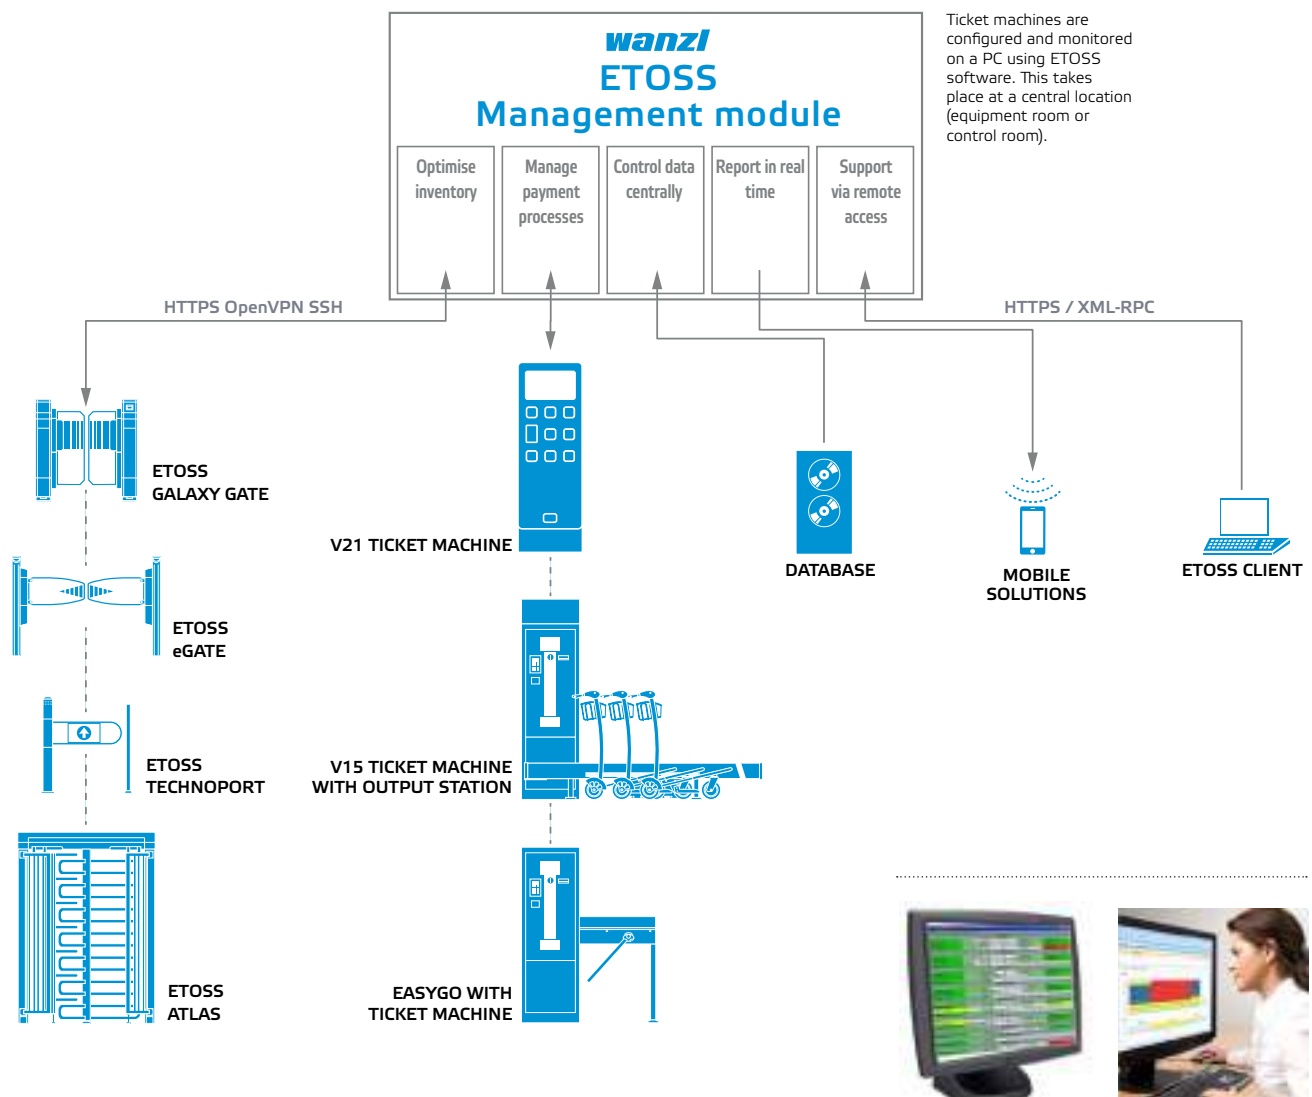 wanzl
ETOSS
Management module
Optimise
inventory
Manage
payment
processes
Control data
centrally
Report in real
time
Support
via remote
access
Ticket machines are
configured and monitored
on a PC using ETOSS
software. This takes
place at a central location
(equipment room or
control room).
HTTPS OpenVPN SSH
HTTPS / XML-RPC
ETOSS
GALAXY GATE
ETOSS
eGATE
ETOSS
TECHNOPORT
ETOSS
ATLAS
V21 TICKET MACHINE
V15 TICKET MACHINE
WITH OUTPUT STATION
EASYGO WITH
TICKET MACHINE
DATABASE
MOBILE
SOLUTIONS
ETOSS CLIENT